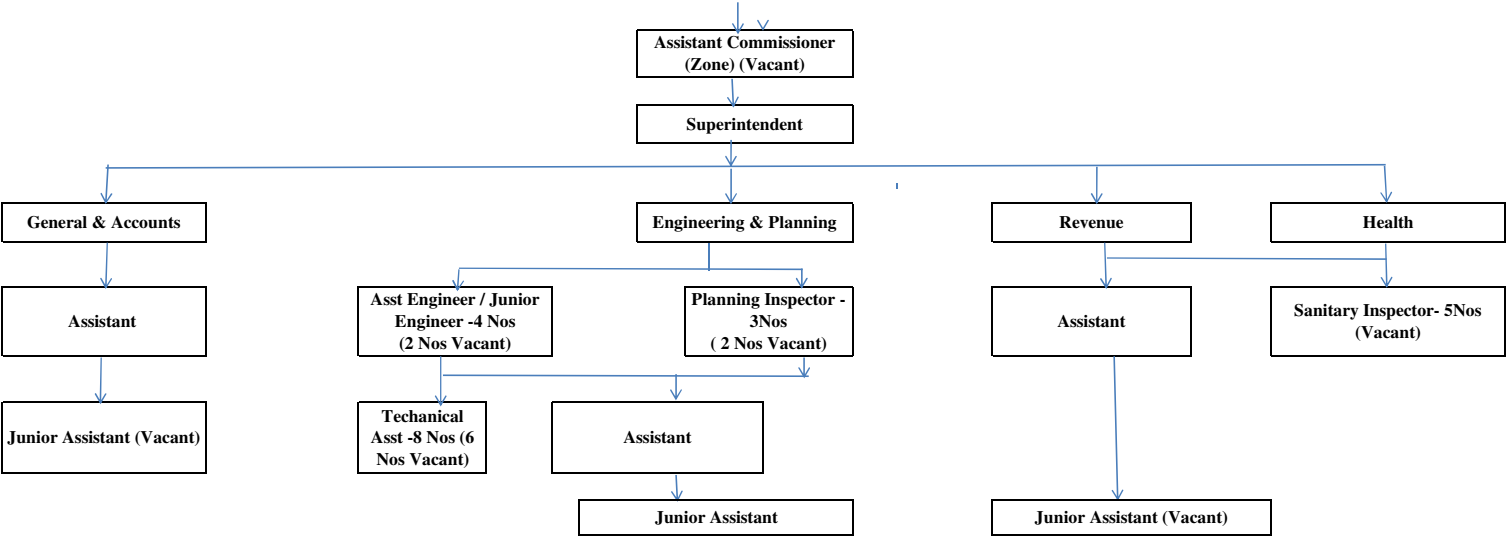 Assistant Commissioner
(Zone) (Vacant)
Superintendent
General & Accounts
Engineering & Planning
Revenue
Health
Assistant
Asst Engineer / Junior
Engineer -4 Nos
(2 Nos Vacant)
Planning Inspector -
3Nos
( 2 Nos Vacant)
Assistant
Sanitary Inspector- 5Nos
(Vacant)
Junior Assistant (Vacant)
Techanical
Asst -8 Nos (6
Nos Vacant)
Assistant
Junior Assistant
Junior Assistant (Vacant)